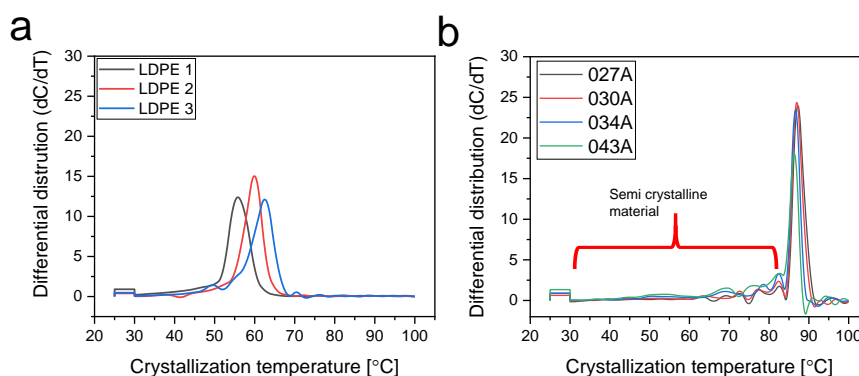 a
Differential distrution (dC/dT)
30
25
20
15
10
5
0
LDPE 1
LDPE 2
LDPE 3
20 30 40 50 60 70 80 90 100
Crystallization temperature [°C]
b
Differential distribution (dC/dT)
30
25
20
15
10
5
0
027A
030A
034A
043A
Semi crystalline
material
20 30 40 50 60 70 80 90 100
Crystallization temperature [°C]